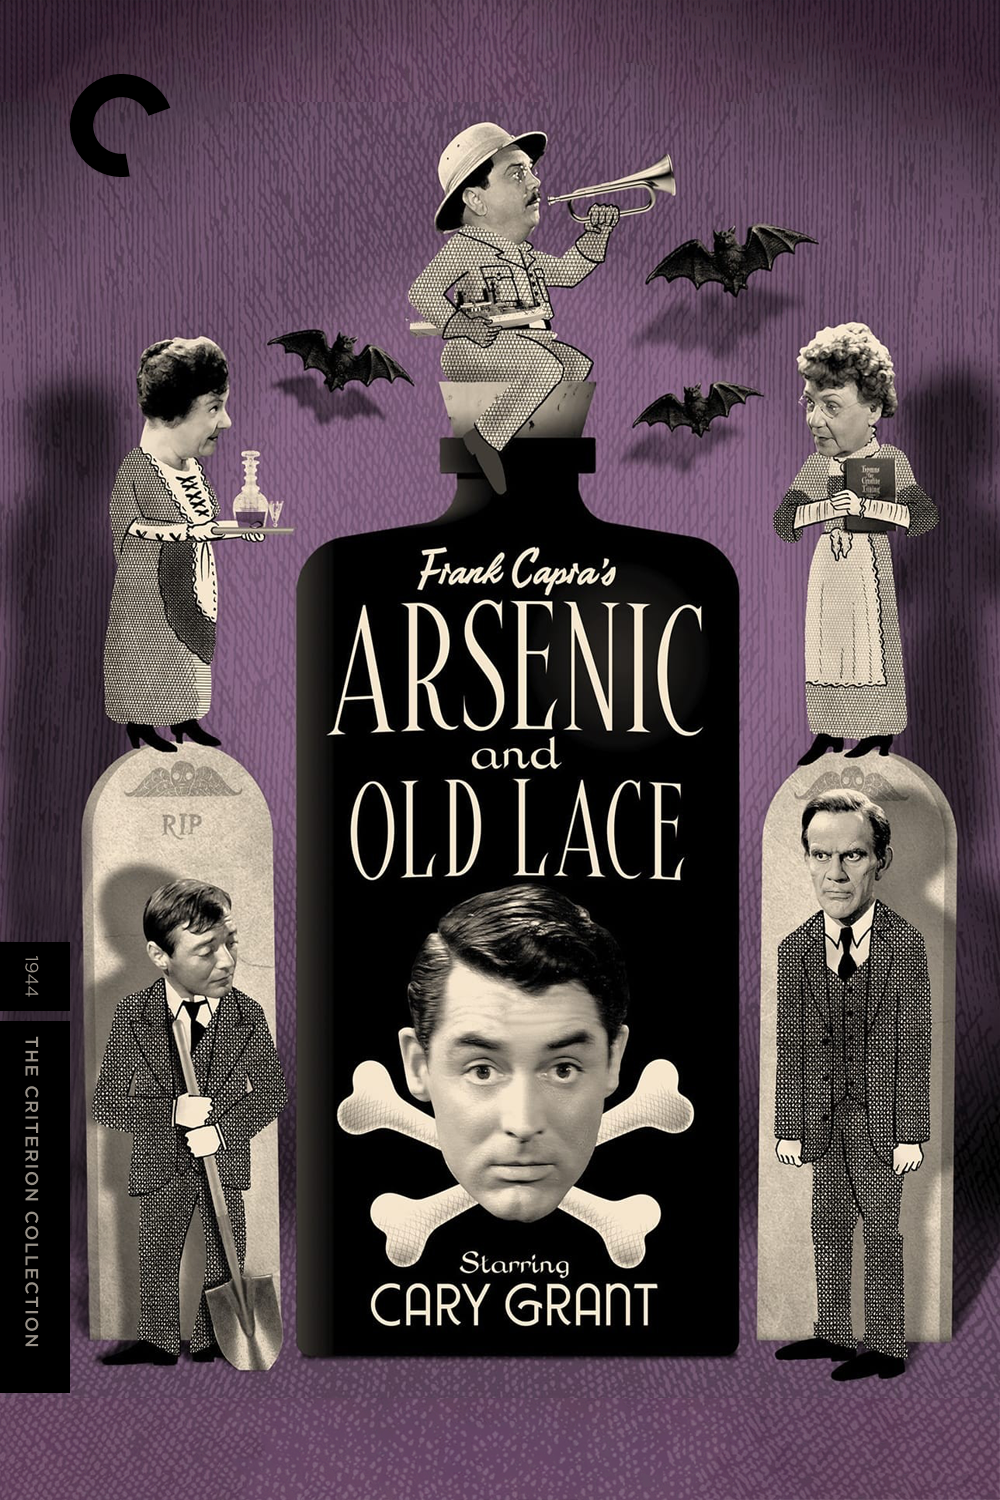 Frank Capra's
ARSENIC
and
OLD LACE
RIP
Starring
CARY GRANT
1944
THE CRITERION COLLECTION